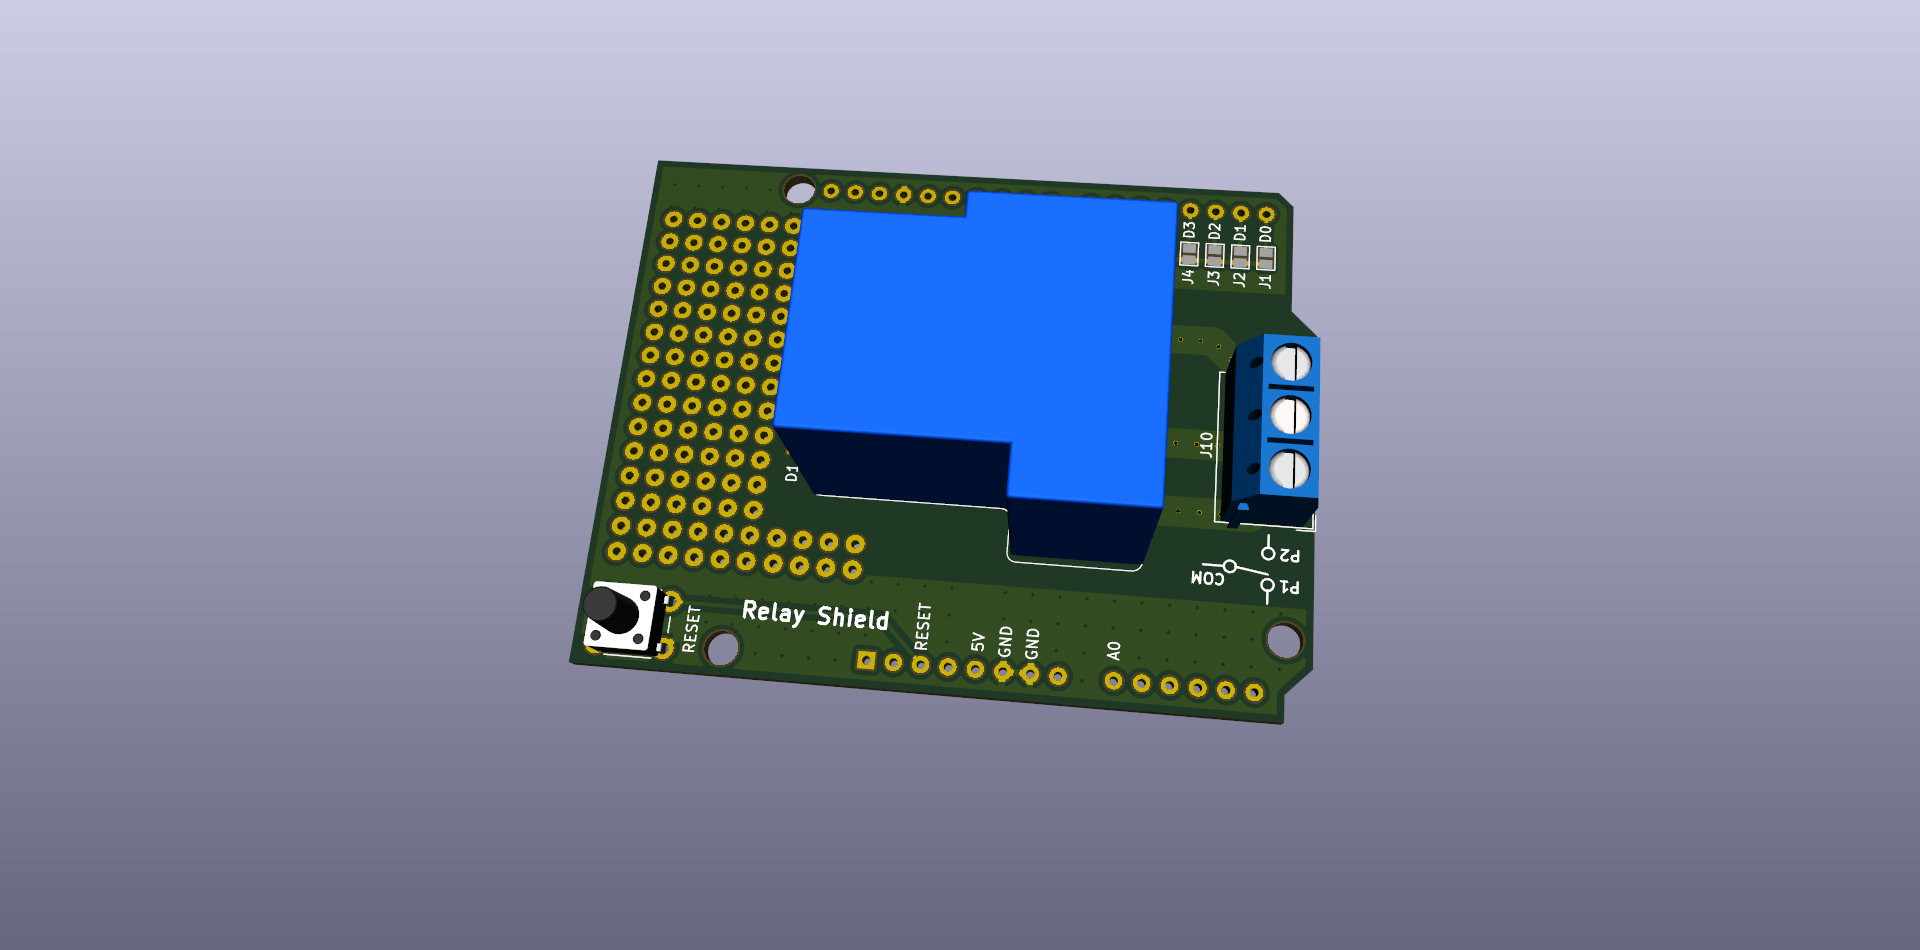 D3
D2
D1
D0
J4
J3
J2
J1
J10
D1
P2
COM
P1
RESET
Relay Shield
RESET
5V
GND
GND
A0